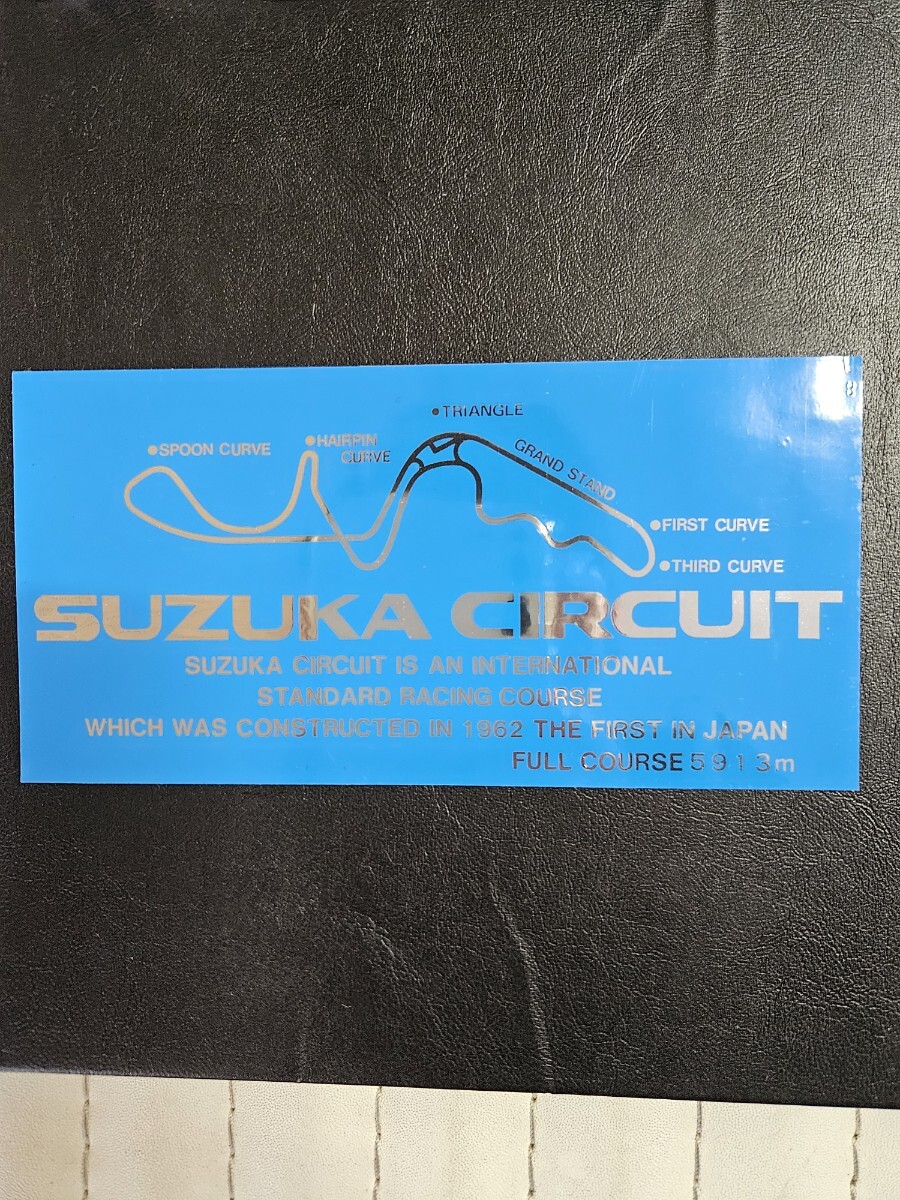 TRIANGLE
SPOON CURVE
HAIRPIN
CURVE
GRAND STAND
FIRST CURVE
THIRD CURVE
SUZUKA CIRCUIT
SUZUKA CIRCUIT IS AN INTERNATIONAL
STANDARD RACING COURSE
WHICH WAS CONSTRUCTED IN 1962 THE FIRST IN JAPAN
FULL COURSE 5913m